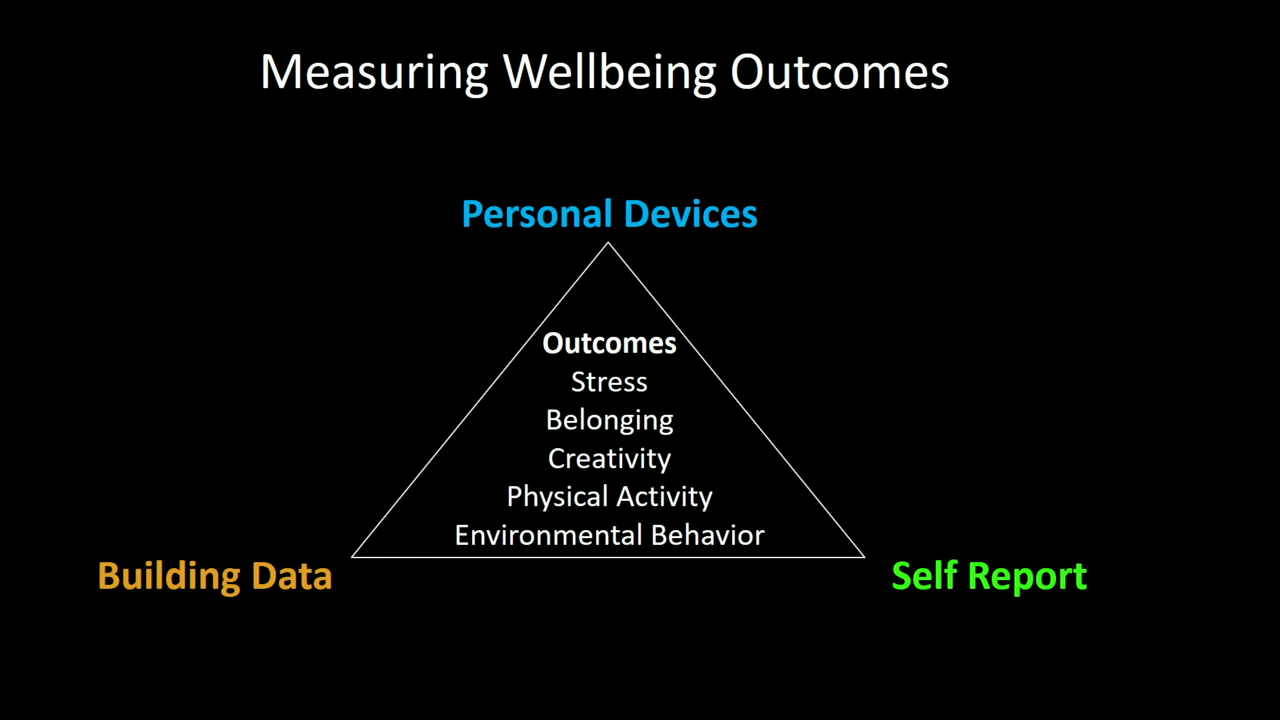 Measuring Wellbeing Outcomes
Personal Devices
Outcomes
Stress
Belonging
Creativity
Physical Activity
Environmental Behavior
Building Data
Self Report